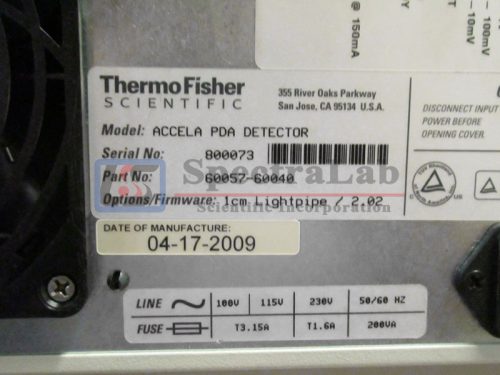 @ 150mA
- 100mV
- 10mV
ThermoFisher
SCIENTIFIC
355 River Oaks Parkway
San Jose, CA 95134 U.S.A.
Model: ACCELA PDA DETECTOR
Serial No: 800073
Part No: 60057-60040
Options/Firmware: 1cm Lightpipe / 2.02
DISCONNECT INPUT
POWER BEFORE
OPENING COVER.
SpectraLab
Scientific Incorporation
DATE OF MANUFACTURE:
04-17-2009
LINE 100V 115V 230V 50/60 HZ
FUSE T3.15A T1.6A 200VA